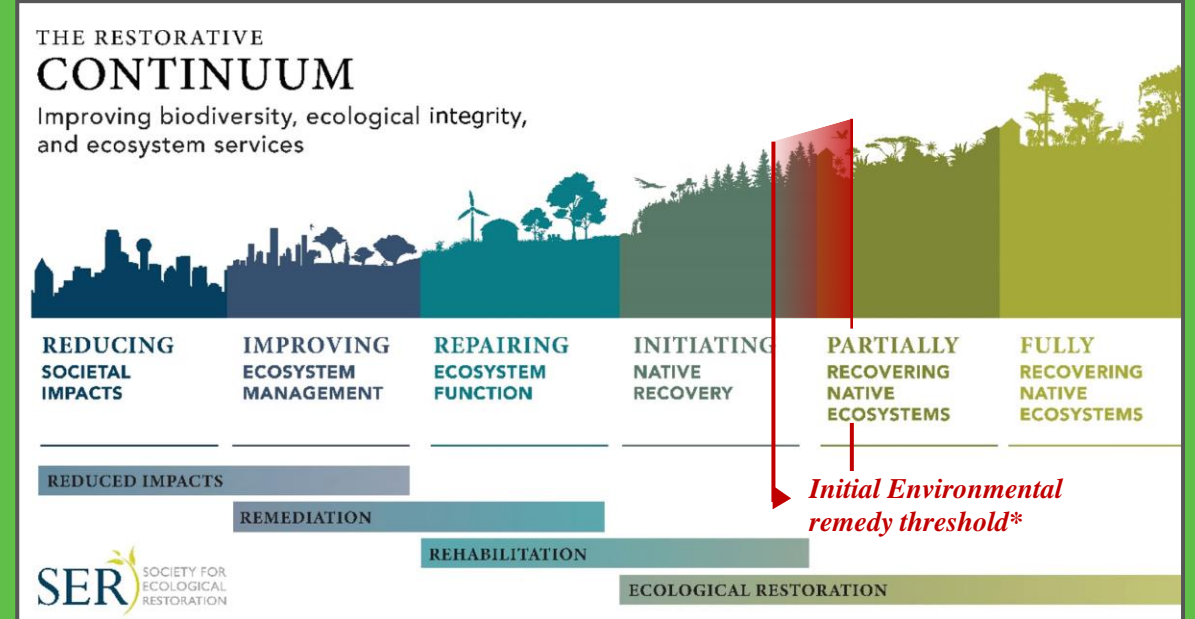 THE RESTORATIVE
CONTINUUM
Improving biodiversity, ecological integrity,
and ecosystem services
REDUCING
SOCIETAL
IMPACTS
IMPROVING
ECOSYSTEM
MANAGEMENT
REPAIRING
ECOSYSTEM
FUNCTION
INITIATING
NATIVE
RECOVERY
PARTIALLY
RECOVERING
NATIVE
ECOSYSTEMS
FULLY
RECOVERING
NATIVE
ECOSYSTEMS
REDUCED IMPACTS
REMEDIATION
REHABILITATION
ECOLOGICAL RESTORATION
Initial Environmental
remedy threshold*
SER
SOCIETY FOR
ECOLOGICAL
RESTORATION